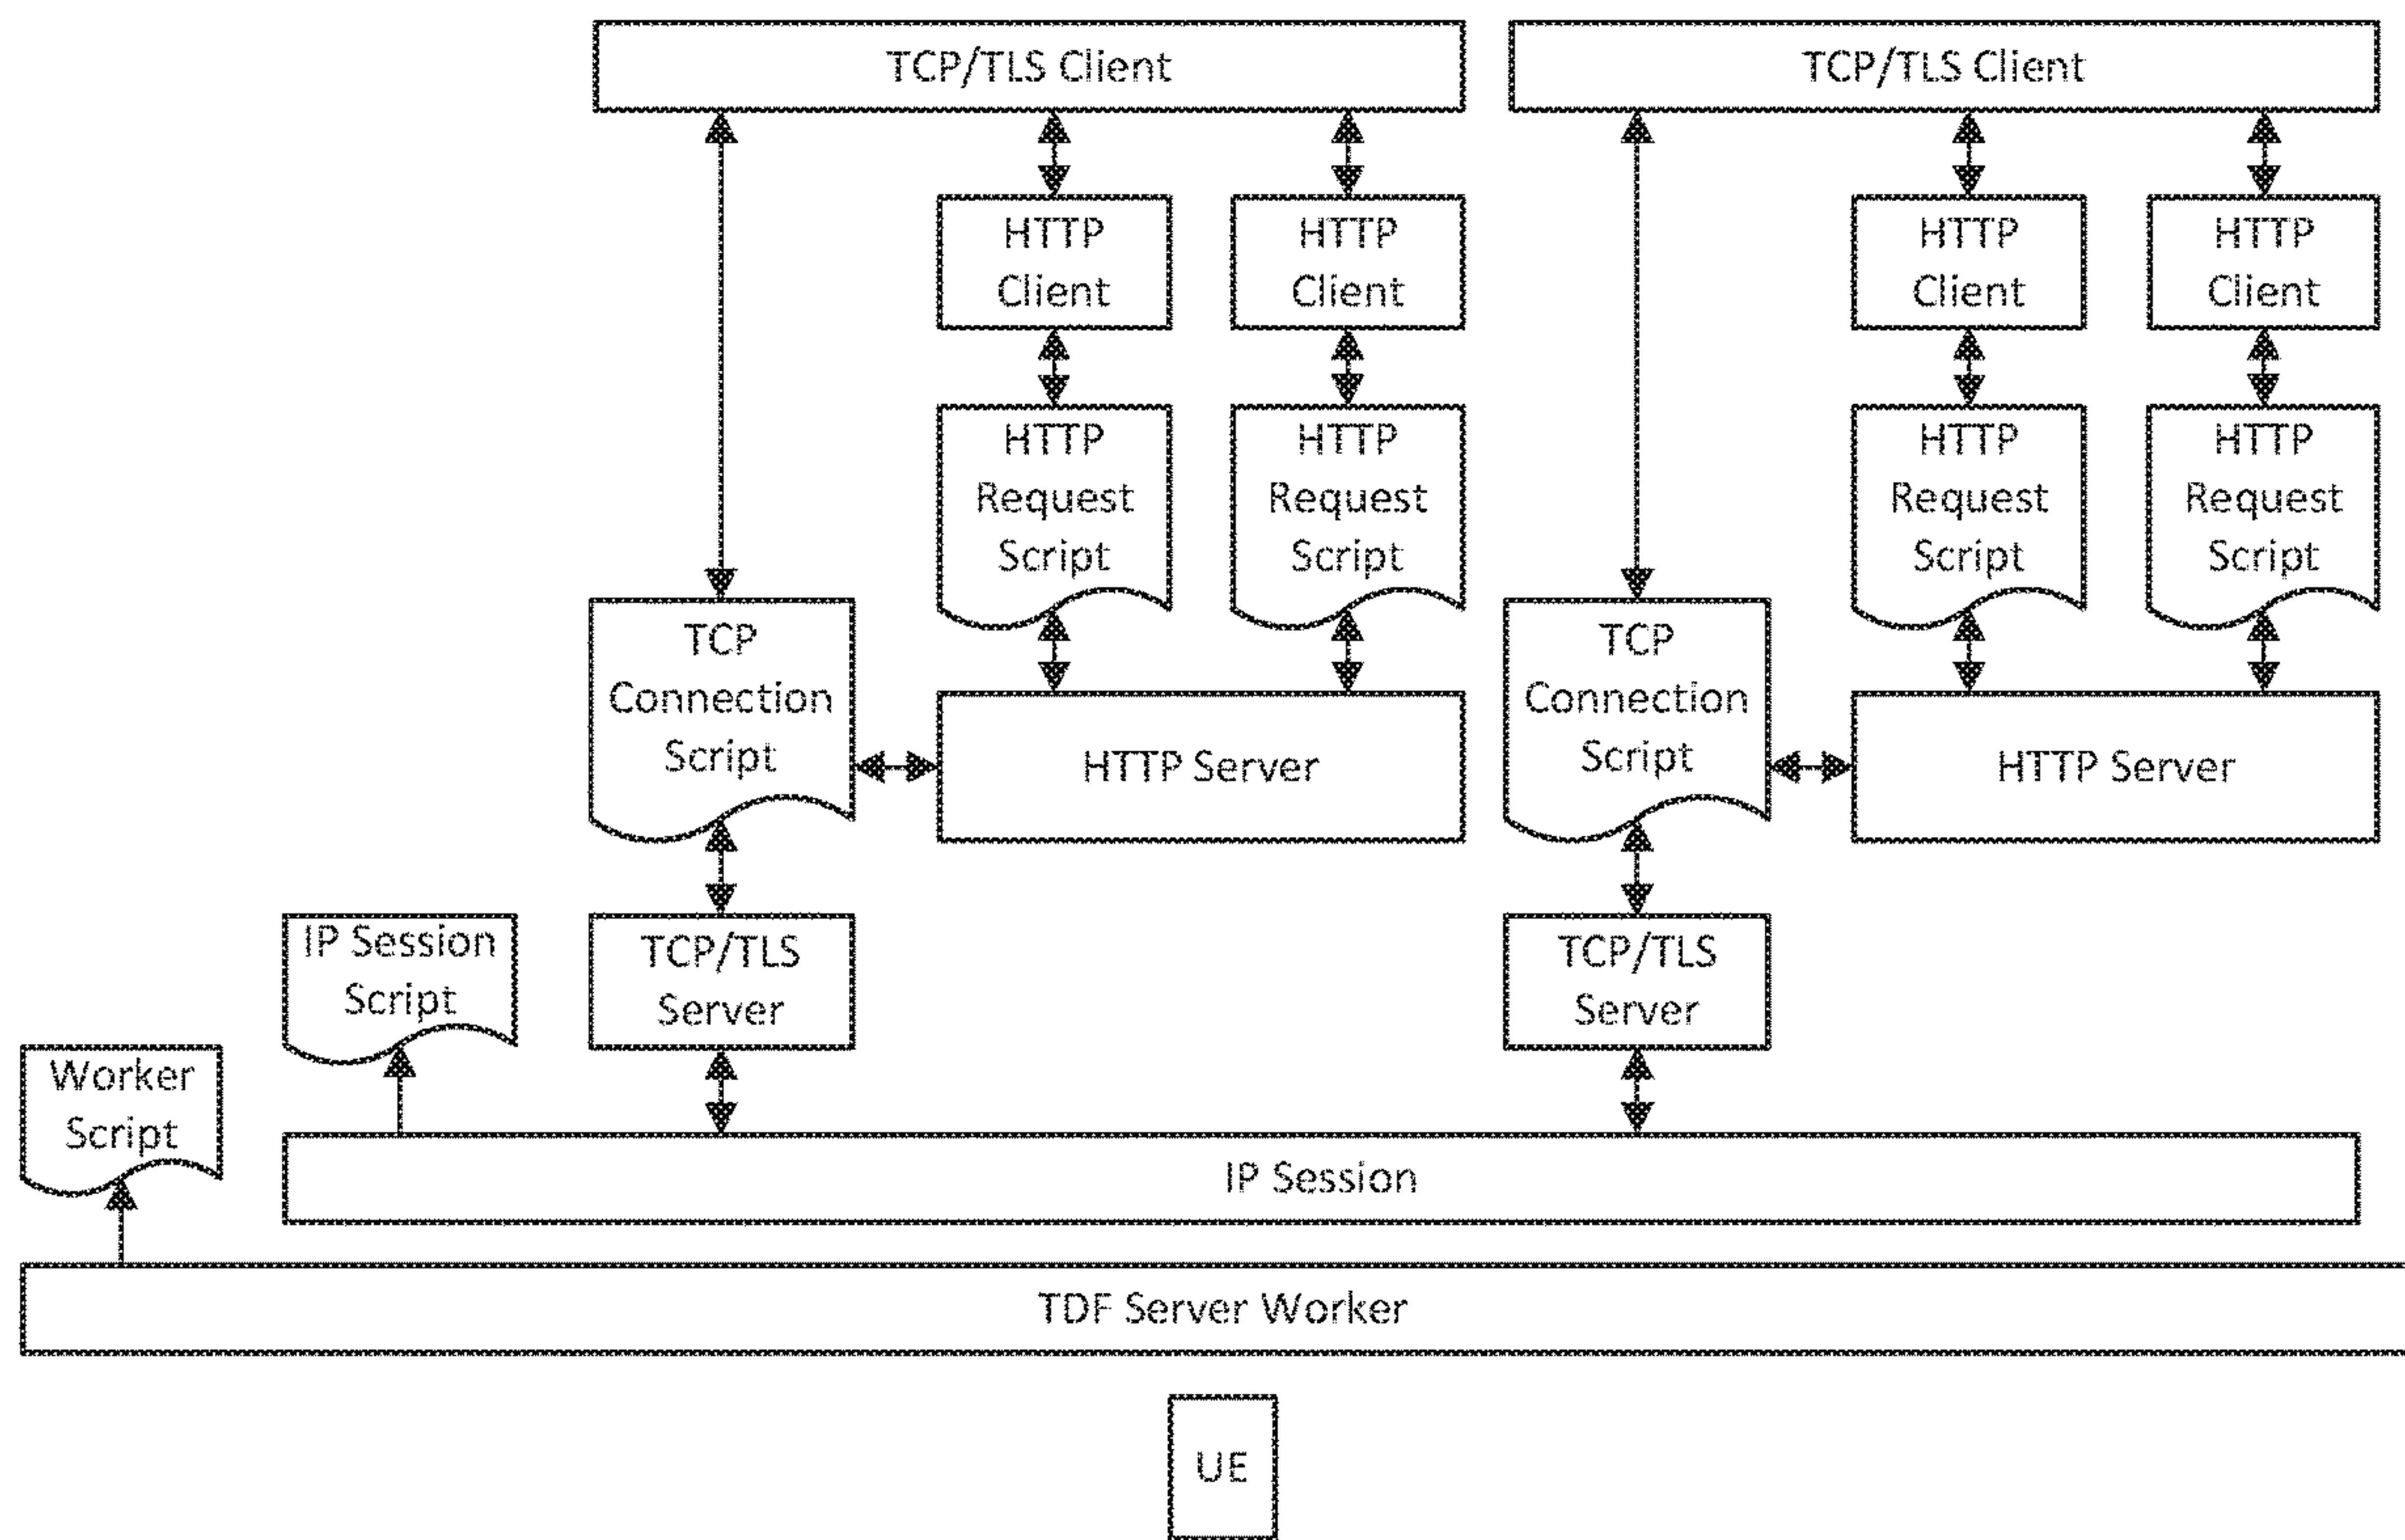 TCP/TLS Client
TCP/TLS Client
HTTP
Client
HTTP
Client
HTTP
Client
HTTP
Client
HTTP
Request
Script
HTTP
Request
Script
HTTP
Request
Script
HTTP
Request
Script
TCP
Connection
Script
HTTP Server
TCP
Connection
Script
HTTP Server
IP Session
Script
TCP/TLS
Server
TCP/TLS
Server
Worker
Script
IP Session
TDF Server Worker
UE